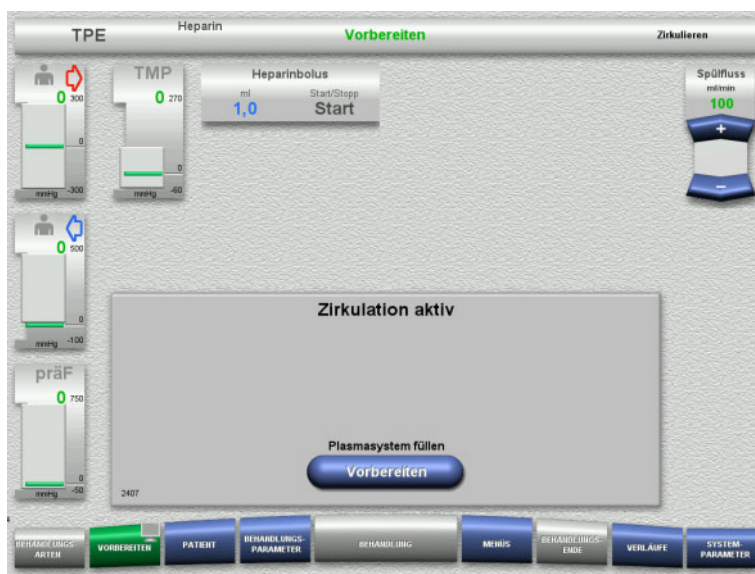 TPE
Heparin
Vorbereiten
Zirkulieren
0
300
0
-300
mmHg
TMP
0
270
0
-60
mmHg
Heparinbolus
ml Start/Stopp
1,0 Start
Spülfluss
ml/min
100
+
–
0
500
0
-100
mmHg
präF
0
750
0
-50
mmHg
Zirkulation aktiv
Plasmasystem füllen
Vorbereiten
2407
BEHANDLUNGS-
ARTEN
VORBEREITEN
PATIENT
BEHANDLUNGS-
PARAMETER
BEHANDLUNG
MENÜS
BEHANDLUNGS-
ENDE
VERLÄUFE
SYSTEM-
PARAMETER